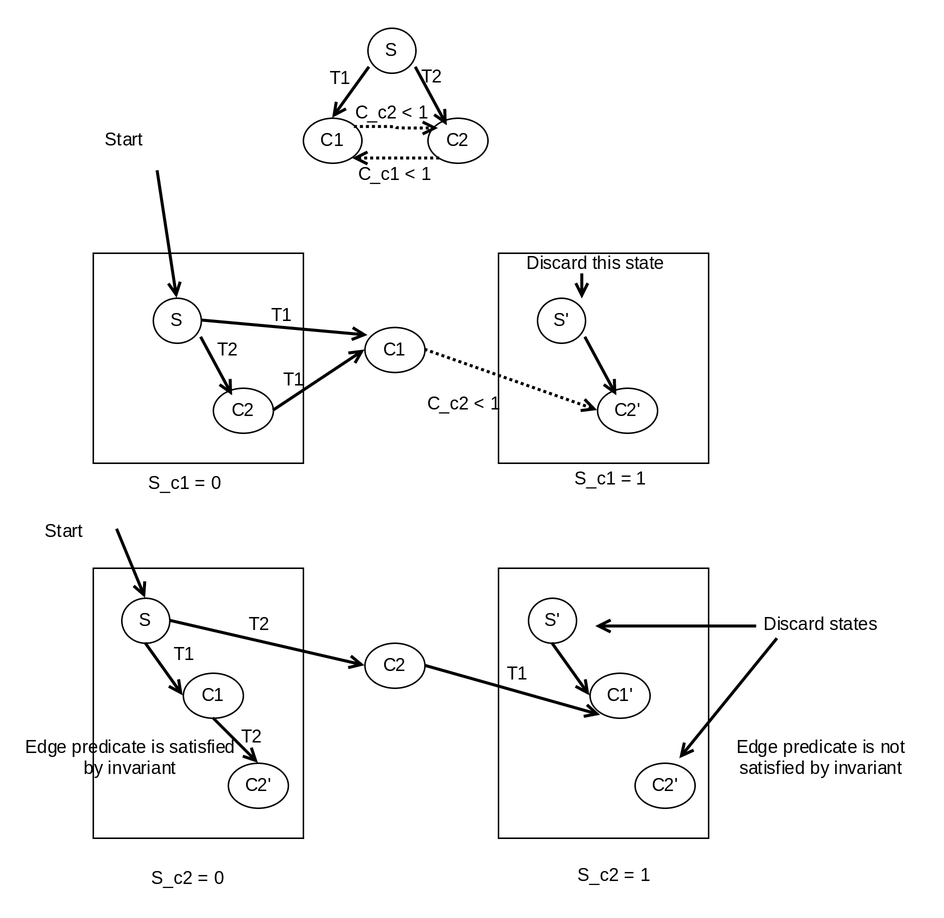 S
T1
T2
C_c2 < 1
C1
C2
C_c1 < 1
Start
Discard this state
S
T1
S'
T2
C1
T1
C_c2 < 1
C2
C2'
S_c1 = 0
S_c1 = 1
Start
S
T2
S'
Discard states
T1
C2
T1
C1
C1'
T2
Edge predicate is satisfied
by invariant
Edge predicate is not
satisfied by invariant
C2'
C2'
S_c2 = 0
S_c2 = 1